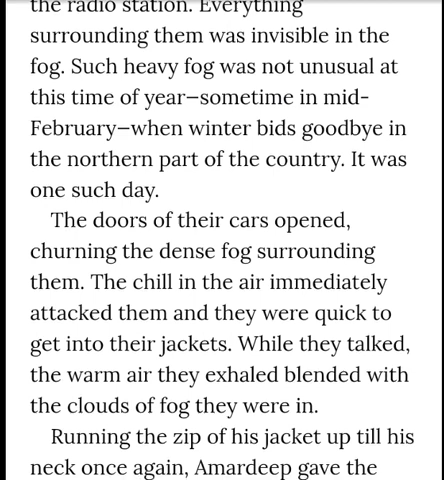 the radio station. Everything
surrounding them was invisible in the
fog. Such heavy fog was not unusual at
this time of year—sometime in mid-
February—when winter bids goodbye in
the northern part of the country. It was
one such day.
The doors of their cars opened,
churning the dense fog surrounding
them. The chill in the air immediately
attacked them and they were quick to
get into their jackets. While they talked,
the warm air they exhaled blended with
the clouds of fog they were in.
Running the zip of his jacket up till his
neck once again, Amardeep gave the